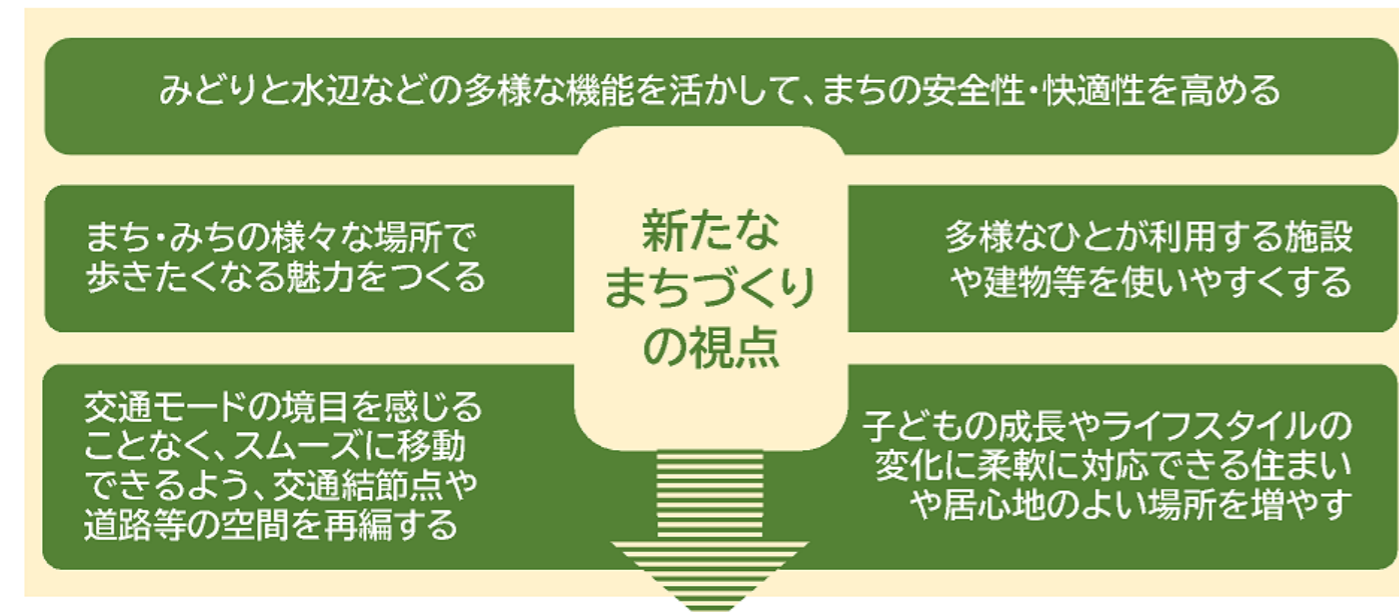 みどりと水辺などの多様な機能を活かして、まちの安全性・快適性を高める
まち・みちの様々な場所で
歩きたくなる魅力をつくる
新たな
まちづくり
の視点
多様なひとが利用する施設
や建物等を使いやすくする
交通モードの境目を感じる
ことなく、スムーズに移動
できるよう、交通結節点や
道路等の空間を再編する
子どもの成長やライフスタイルの
変化に柔軟に対応できる住まい
や居心地のよい場所を増やす